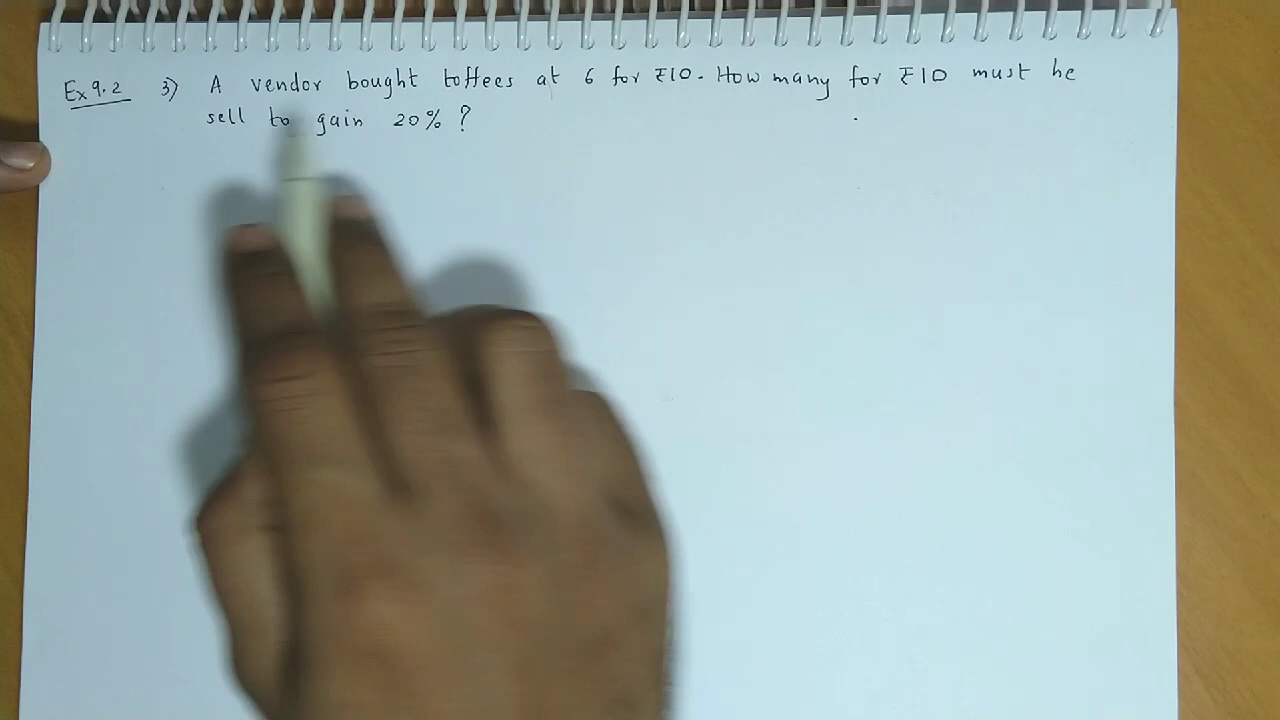 Ex 9.2 3) A vendor bought toffees at 6 for ₹10. How many for ₹10 must he
sell to gain 20% ?